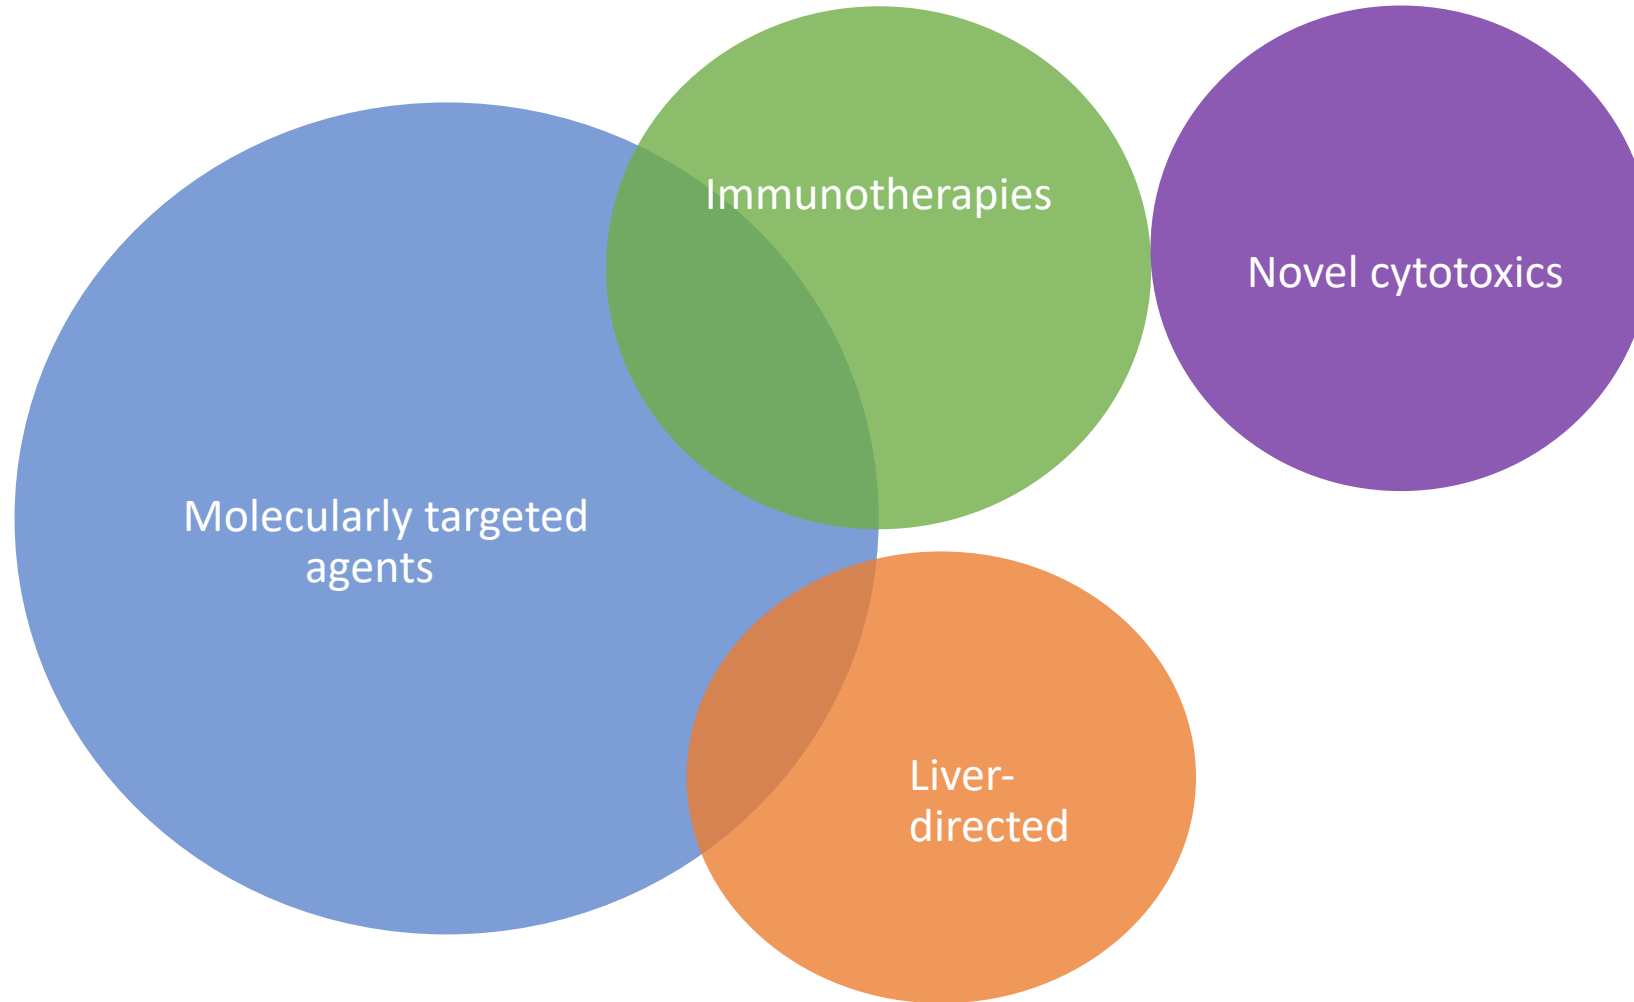 Immunotherapies
Novel cytotoxics
Molecularly targeted
agents
Liver-
directed